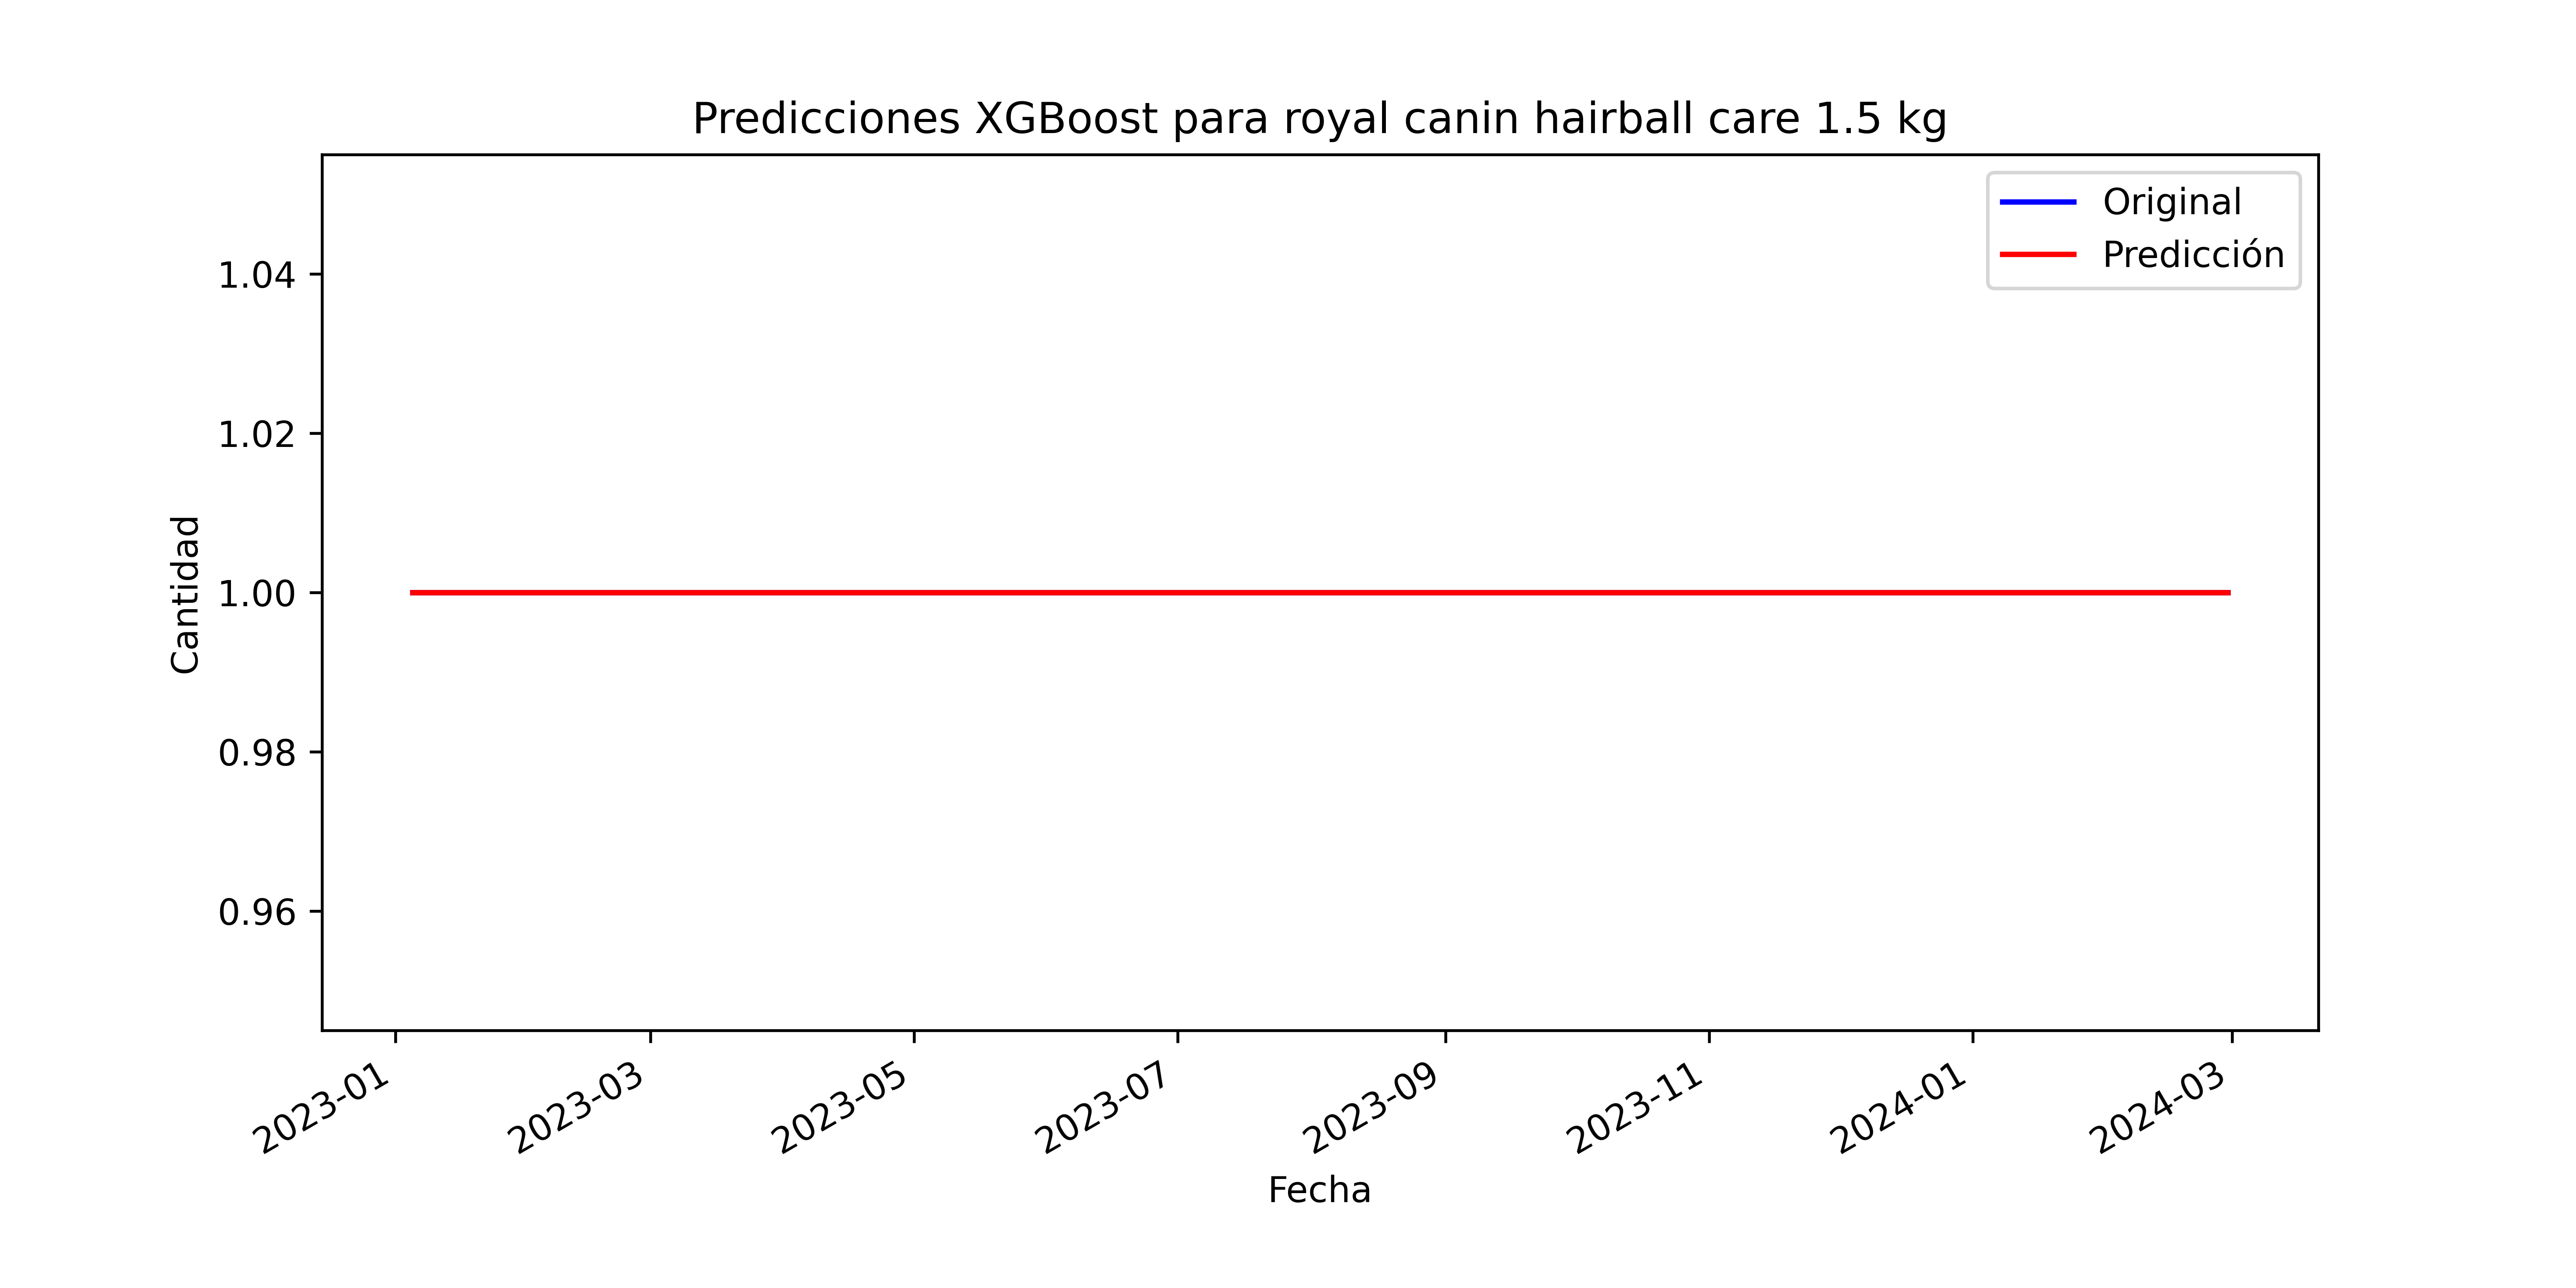 Predicciones XGBoost para royal canin hairball care 1.5 kg
Original
Predicción
1.04
1.02
1.00
0.98
0.96
Cantidad
2023-01
2023-03
2023-05
2023-07
2023-09
2023-11
2024-01
2024-03
Fecha